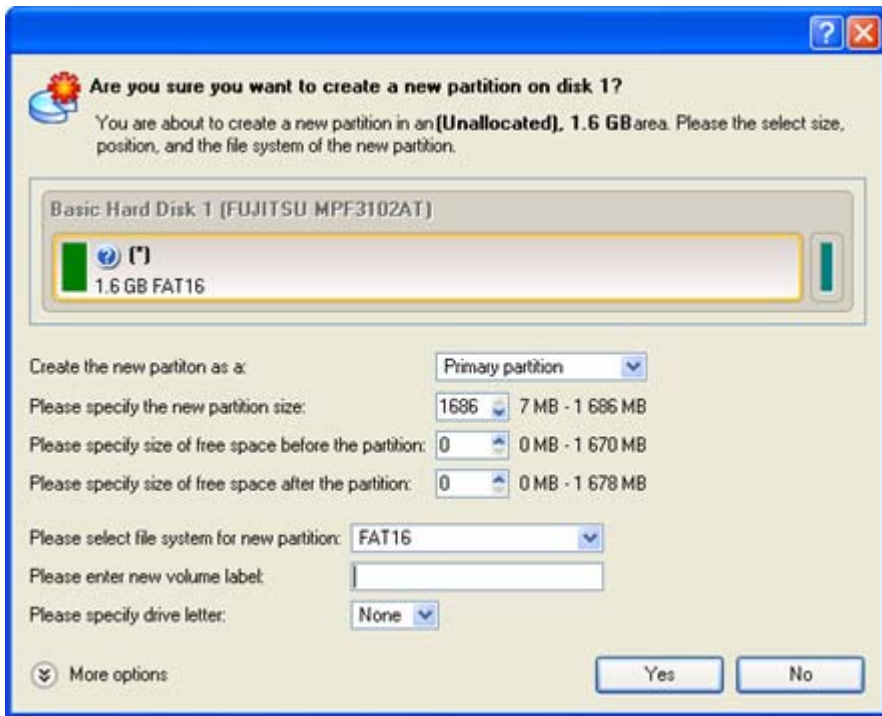 Are you sure you want to create a new partition on disk 1?
You are about to create a new partition in an (Unallocated), 1.6 GB area. Please the select size,
position, and the file system of the new partition.
Basic Hard Disk 1 (FUJITSU MPF3102AT)
(*)
1.6 GB FAT16
Create the new partiton as a: Primary partition
Please specify the new partition size: 1686 7 MB - 1 686 MB
Please specify size of free space before the partition: 0 0 MB - 1 670 MB
Please specify size of free space after the partition: 0 0 MB - 1 678 MB
Please select file system for new partition: FAT16
Please enter new volume label:
Please specify drive letter: None
More options Yes No